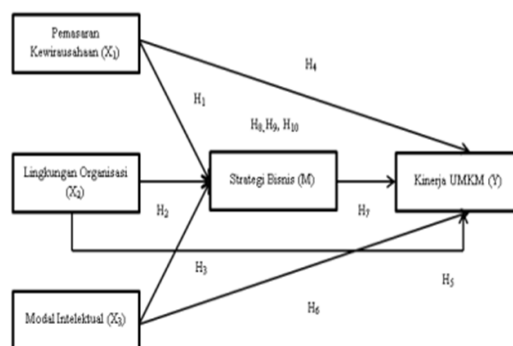 Pemasaran
Kewirausahaan (X₁)
H₄
H₁
H₈, H₉, H₁₀
Lingkungan Organisasi
(X₂)
Strategi Bisnis (M)
Kinerja UMKM (Y)
H₂
H₇
H₃
H₅
H₆
Modal Intelektual (X₃)